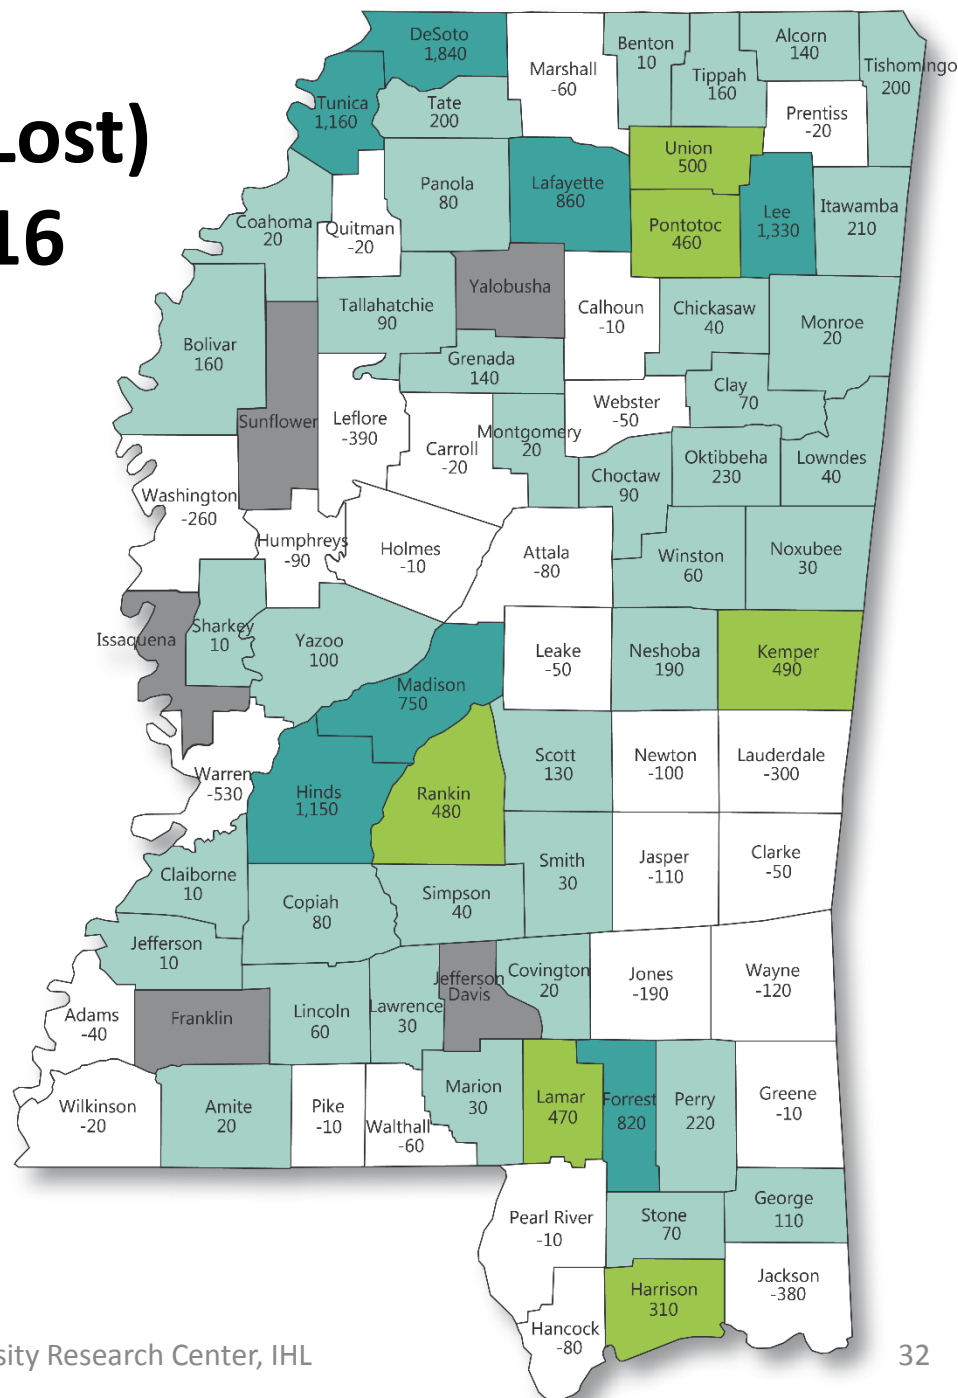 Lost)
16
DeSoto
1,840
Marshall
-60
Benton
10
Tippah
160
Alcorn
140
Tishomingo
200
Tunica
1,160
Tate
200
Prentiss
-20
Union
500
Panola
80
Lafayette
860
Pontotoc
460
Lee
1,330
Itawamba
210
Coahoma
20
Quitman
-20
Yalobusha
Tallahatchie
90
Calhoun
-10
Chickasaw
40
Monroe
20
Bolivar
160
Grenada
140
Clay
70
Sunflower
Leflore
-390
Webster
-50
Carroll
-20
Montgomery
20
Choctaw
90
Oktibbeha
230
Lowndes
40
Washington
-260
Humphreys
-90
Holmes
-10
Attala
-80
Winston
60
Noxubee
30
Issaquena
Sharkey
10
Yazoo
100
Leake
-50
Neshoba
190
Kemper
490
Madison
750
Warren
-530
Hinds
1,150
Rankin
480
Scott
130
Newton
-100
Lauderdale
-300
Claiborne
10
Copiah
80
Simpson
40
Smith
30
Jasper
-110
Clarke
-50
Jefferson
10
Jefferson
Davis
Covington
20
Jones
-190
Wayne
-120
Adams
-40
Franklin
Lincoln
60
Lawrence
30
Wilkinson
-20
Amite
20
Pike
-10
Walthall
-60
Marion
30
Lamar
470
Forrest
820
Perry
220
Greene
-10
Pearl River
-10
Stone
70
George
110
Hancock
-80
Harrison
310
Jackson
-380
sity Research Center, IHL
32